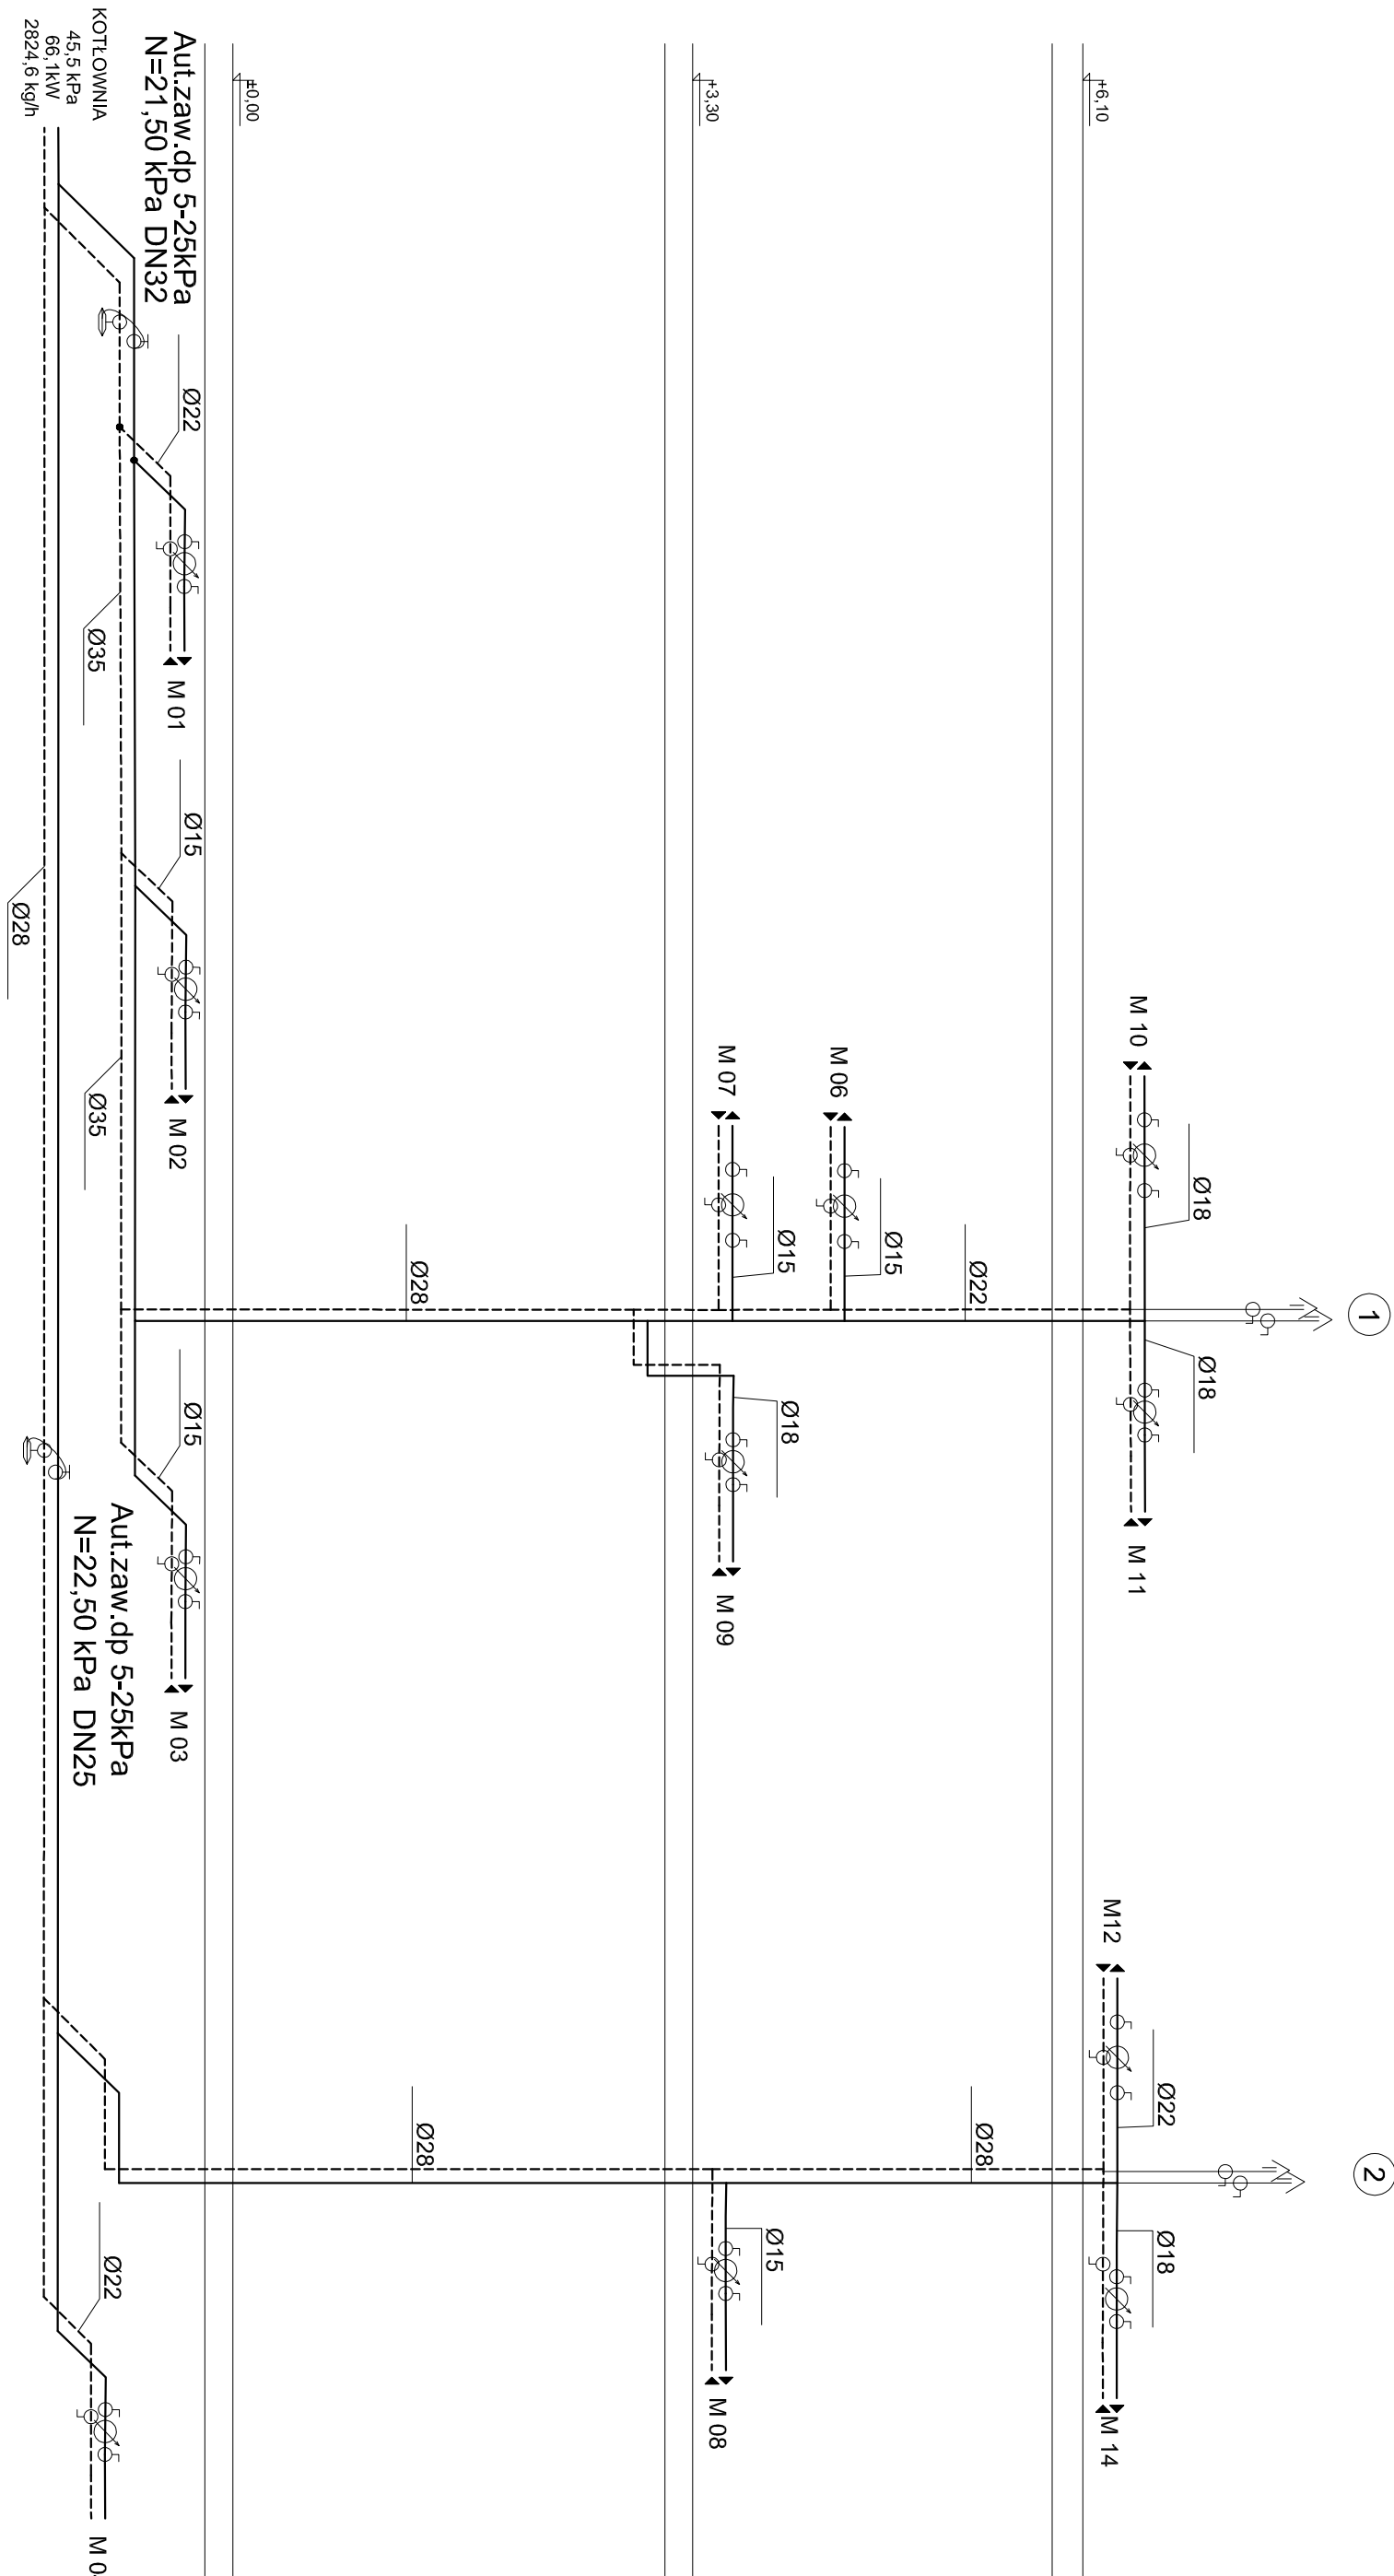 1
2
+6,10
M 10
Ø18
Ø18
M 11
M12
Ø22
Ø18
M 14
+3,30
M 07
M 06
Ø15
Ø15
Ø22
Ø28
Ø18
M 09
Ø28
Ø28
Ø15
M 08
±0,00
Aut.zaw.dp 5-25kPa
N=21,50 kPa DN32
Ø22
M 01
Ø15
M 02
Ø15
M 03
Ø35
Ø35
Aut.zaw.dp 5-25kPa
N=22,50 kPa DN25
Ø22
KOTŁOWNIA
45,5 kPa
66,1kW
2824,6 kg/h
Ø28